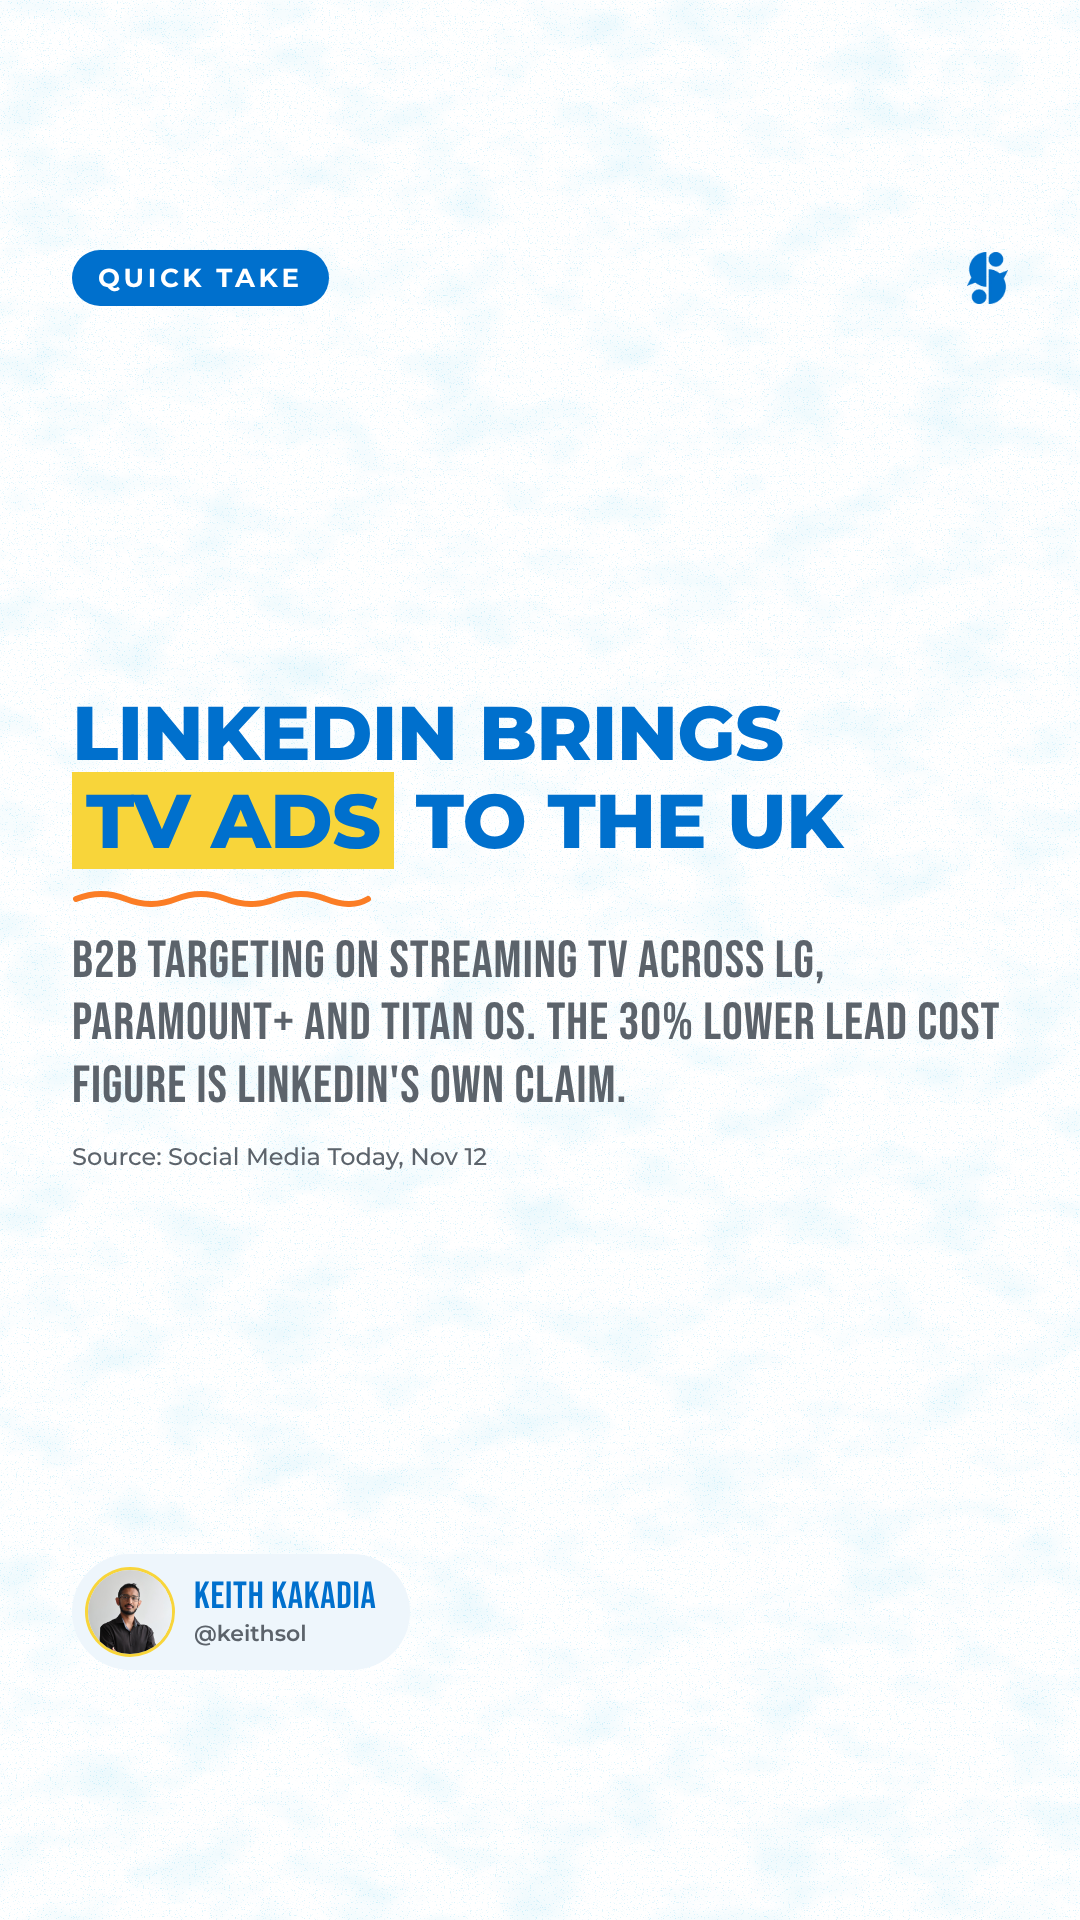 QUICK TAKE
LINKEDIN BRINGS
TV ADS TO THE UK
B2B TARGETING ON STREAMING TV ACROSS LG,
PARAMOUNT+ AND TITAN OS. THE 30% LOWER LEAD COST
FIGURE IS LINKEDIN'S OWN CLAIM.
Source: Social Media Today, Nov 12
KEITH KAKADIA
@keithsol